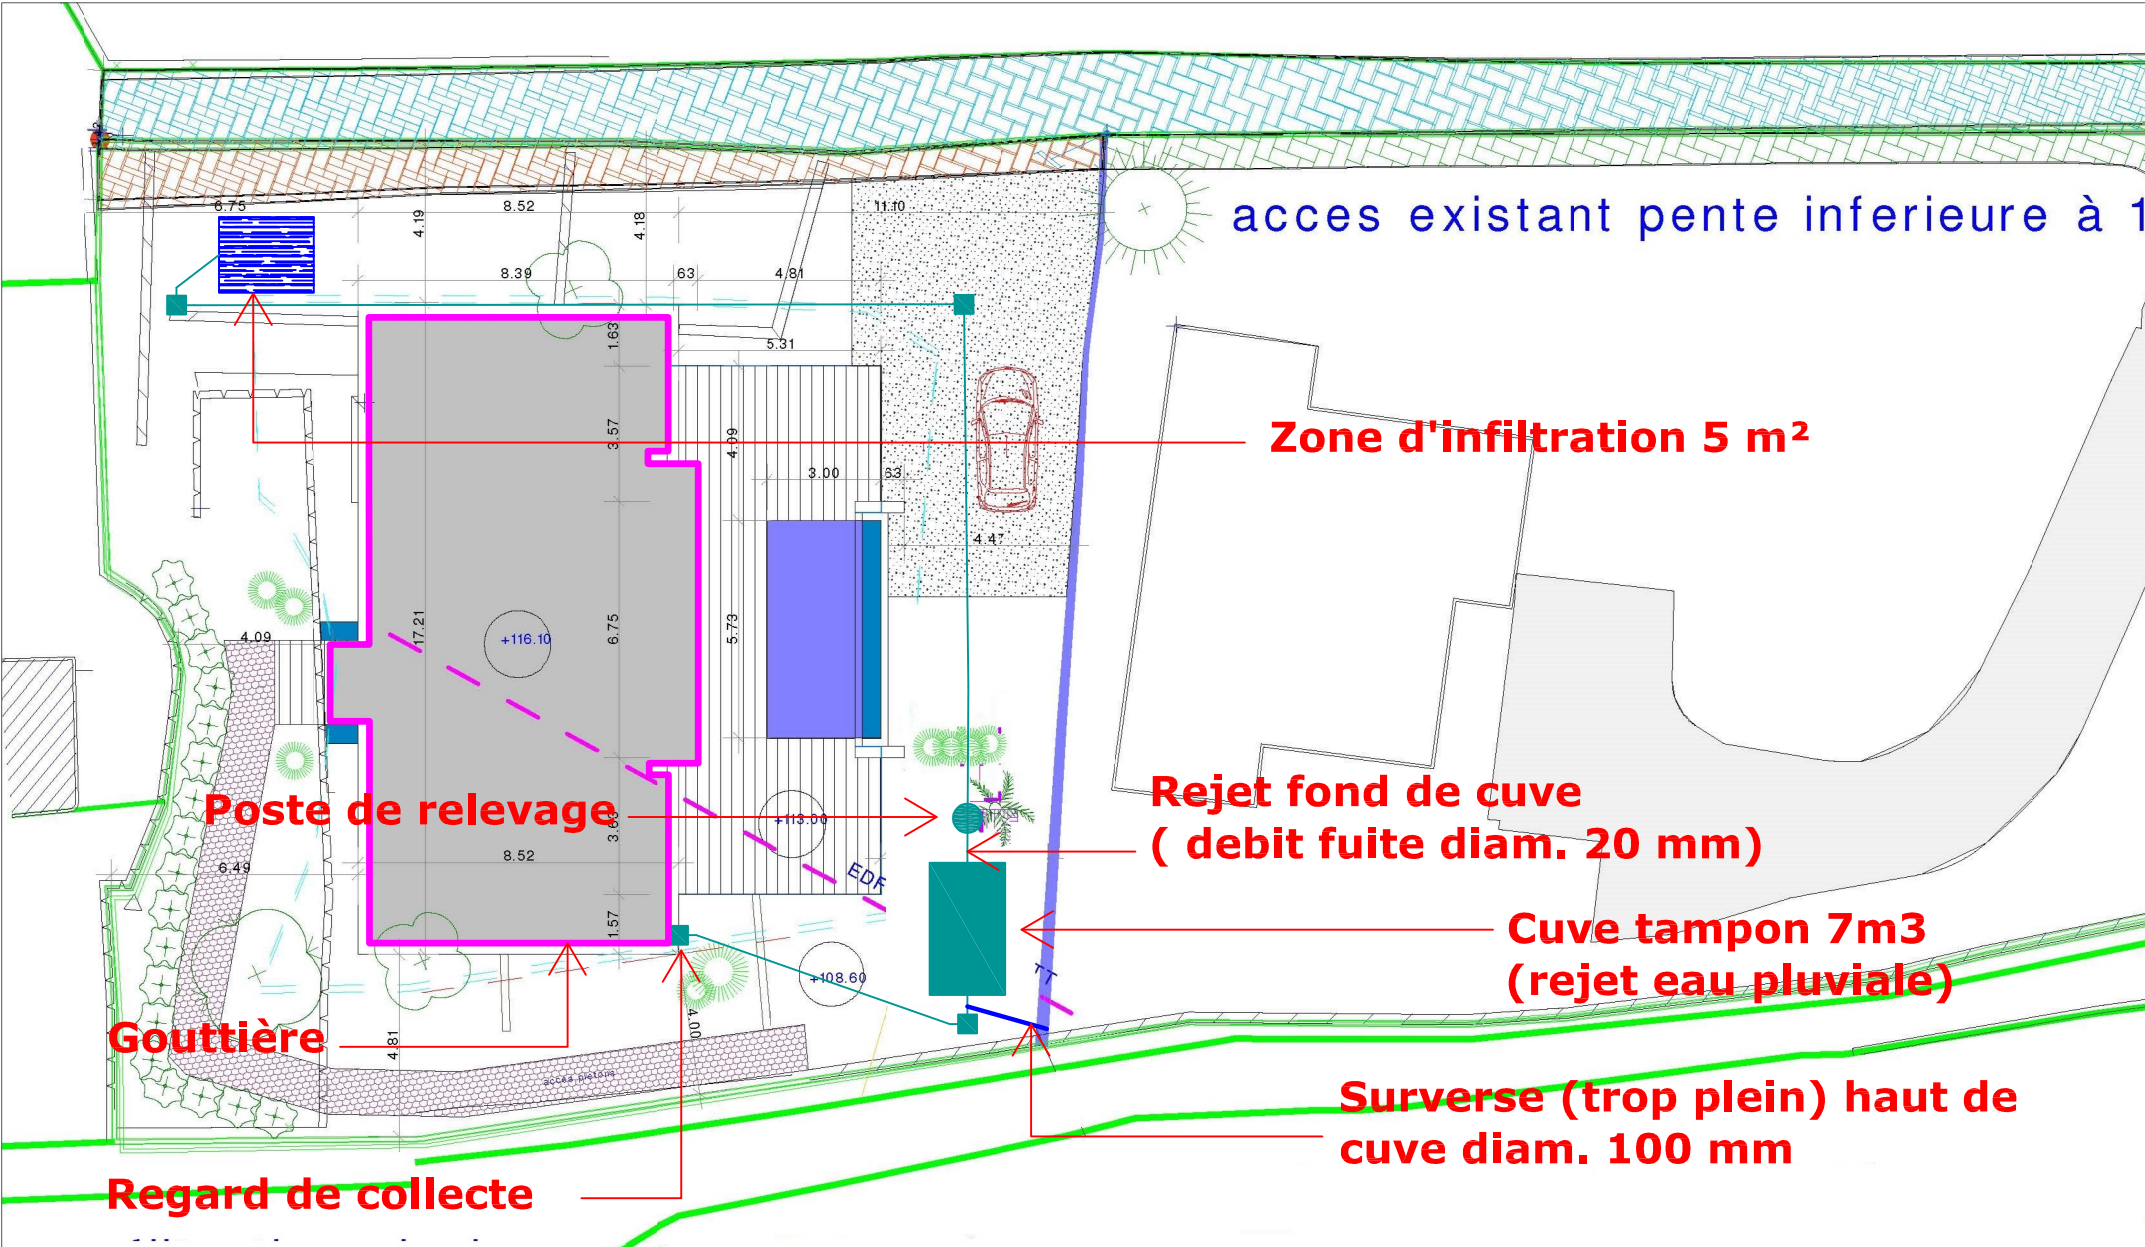 6.75
8.52
11.10
4.19
4.18
acces existant pente inferieure à 1
8.39
63
4.81
1.63
5.31
3.57
4.09
Zone d'infiltration 5 m²
3.00
63
4.47
17.21
6.75
5.73
4.09
+116.10
Poste de relevage
3.63
+113.00
Rejet fond de cuve
( debit fuite diam. 20 mm)
8.52
6.49
EDF
1.57
Cuve tampon 7m3
(rejet eau pluviale)
+108.60
TT
4.00
Gouttière
4.81
acces pietons
Surverse (trop plein) haut de
cuve diam. 100 mm
Regard de collecte